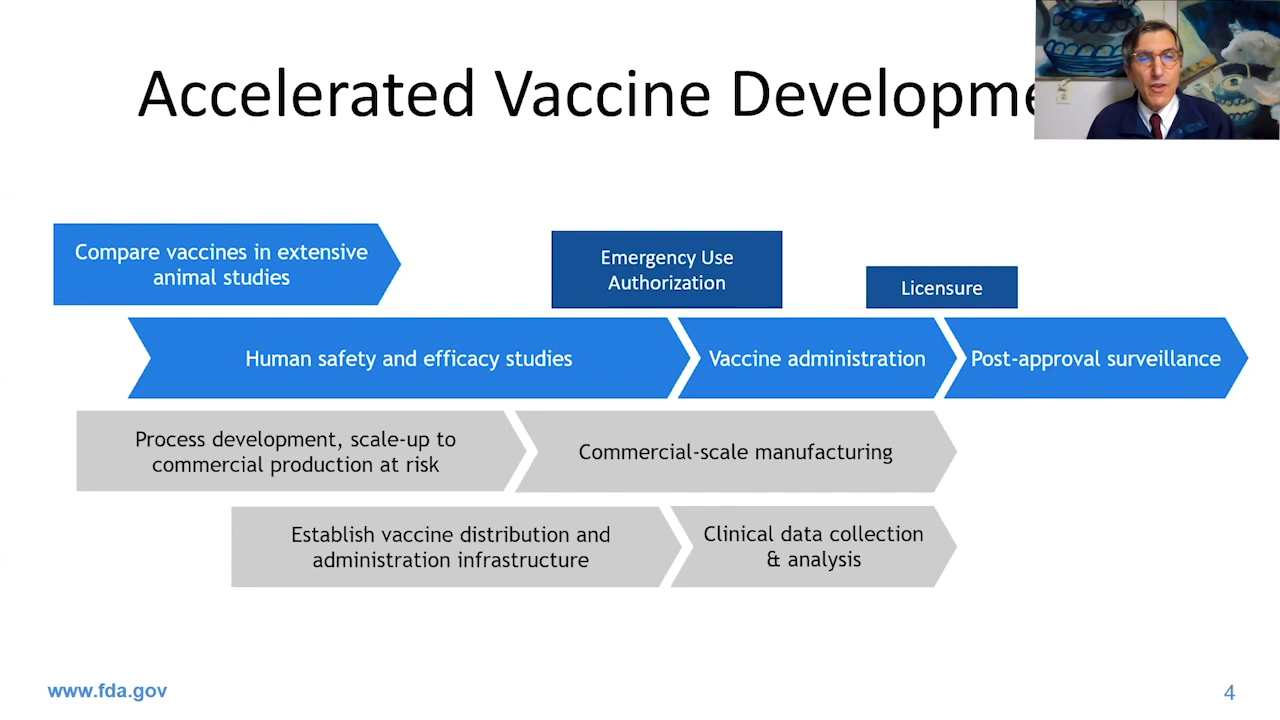 Accelerated Vaccine Developme
Compare vaccines in extensive
animal studies
Emergency Use
Authorization
Licensure
Human safety and efficacy studies
Vaccine administration
Post-approval surveillance
Process development, scale-up to
commercial production at risk
Commercial-scale manufacturing
Establish vaccine distribution and
administration infrastructure
Clinical data collection
& analysis
www.fda.gov
4